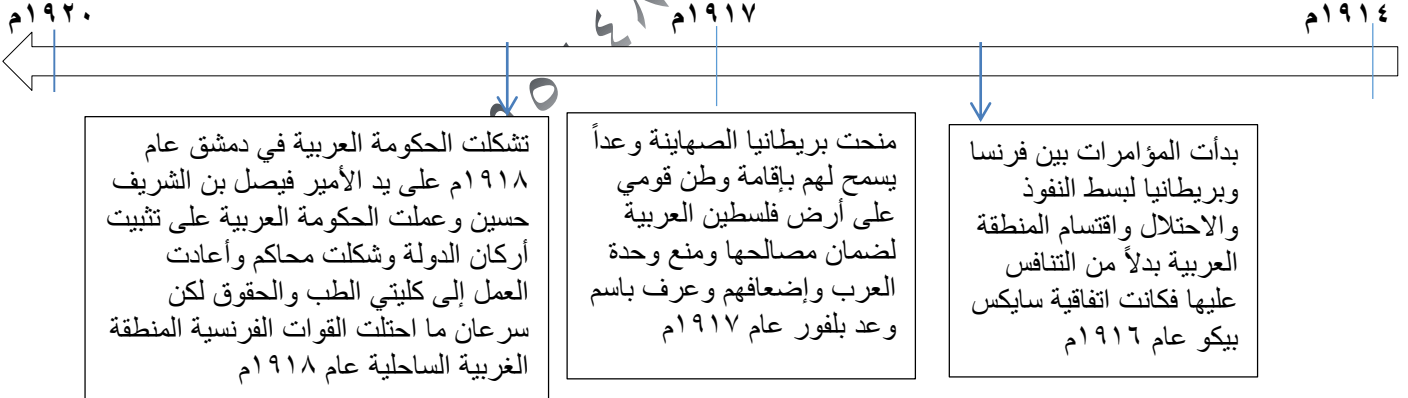 ١٩١٤م
١٩١٧م
١٩٢٠م
بدأت المؤامرات بين فرنسا
وبريطانيا لبسط النفوذ
والاحتلال واقتسام المنطقة
العربية بدلاً من التنافس
عليها فكانت اتفاقية سايكس
بيكو عام ١٩١٦م
منحت بريطانيا الصهاينة وعداً
يسمح لهم بإقامة وطن قومي
على أرض فلسطين العربية
لضمان مصالحها ومنع وحدة
العرب وإضعافهم وعرف باسم
وعد بلفور عام ١٩١٧م
تشكلت الحكومة العربية في دمشق عام
١٩١٨م على يد الأمير فيصل بن الشريف
حسين وعملت الحكومة العربية على تثبيت
أركان الدولة وشكلت محاكم وأعادت
العمل إلى كليتي الطب والحقوق لكن
سرعان ما احتلت القوات الفرنسية المنطقة
الغربية الساحلية عام ١٩١٨م